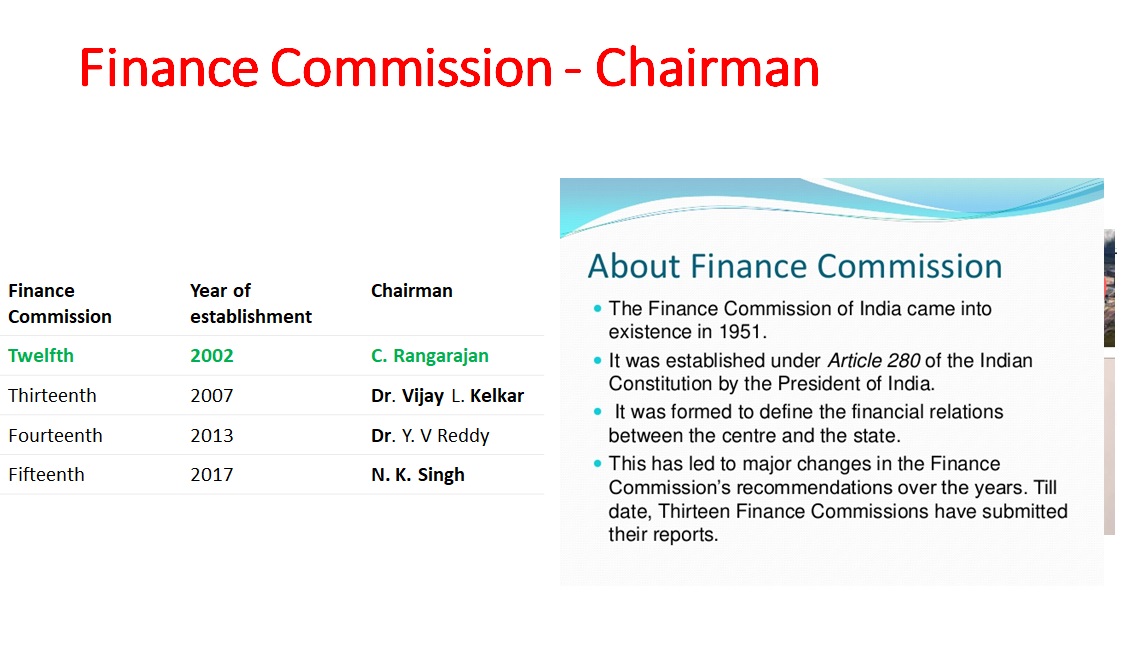 Finance Commission - Chairman
Finance Commission Year of establishment Chairman
Twelfth 2002 C. Rangarajan
Thirteenth 2007 Dr. Vijay L. Kelkar
Fourteenth 2013 Dr. Y. V Reddy
Fifteenth 2017 N. K. Singh
About Finance Commission
• The Finance Commission of India came into
existence in 1951.
• It was established under Article 280 of the Indian
Constitution by the President of India.
• It was formed to define the financial relations
between the centre and the state.
• This has led to major changes in the Finance
Commission's recommendations over the years. Till
date, Thirteen Finance Commissions have submitted
their reports.